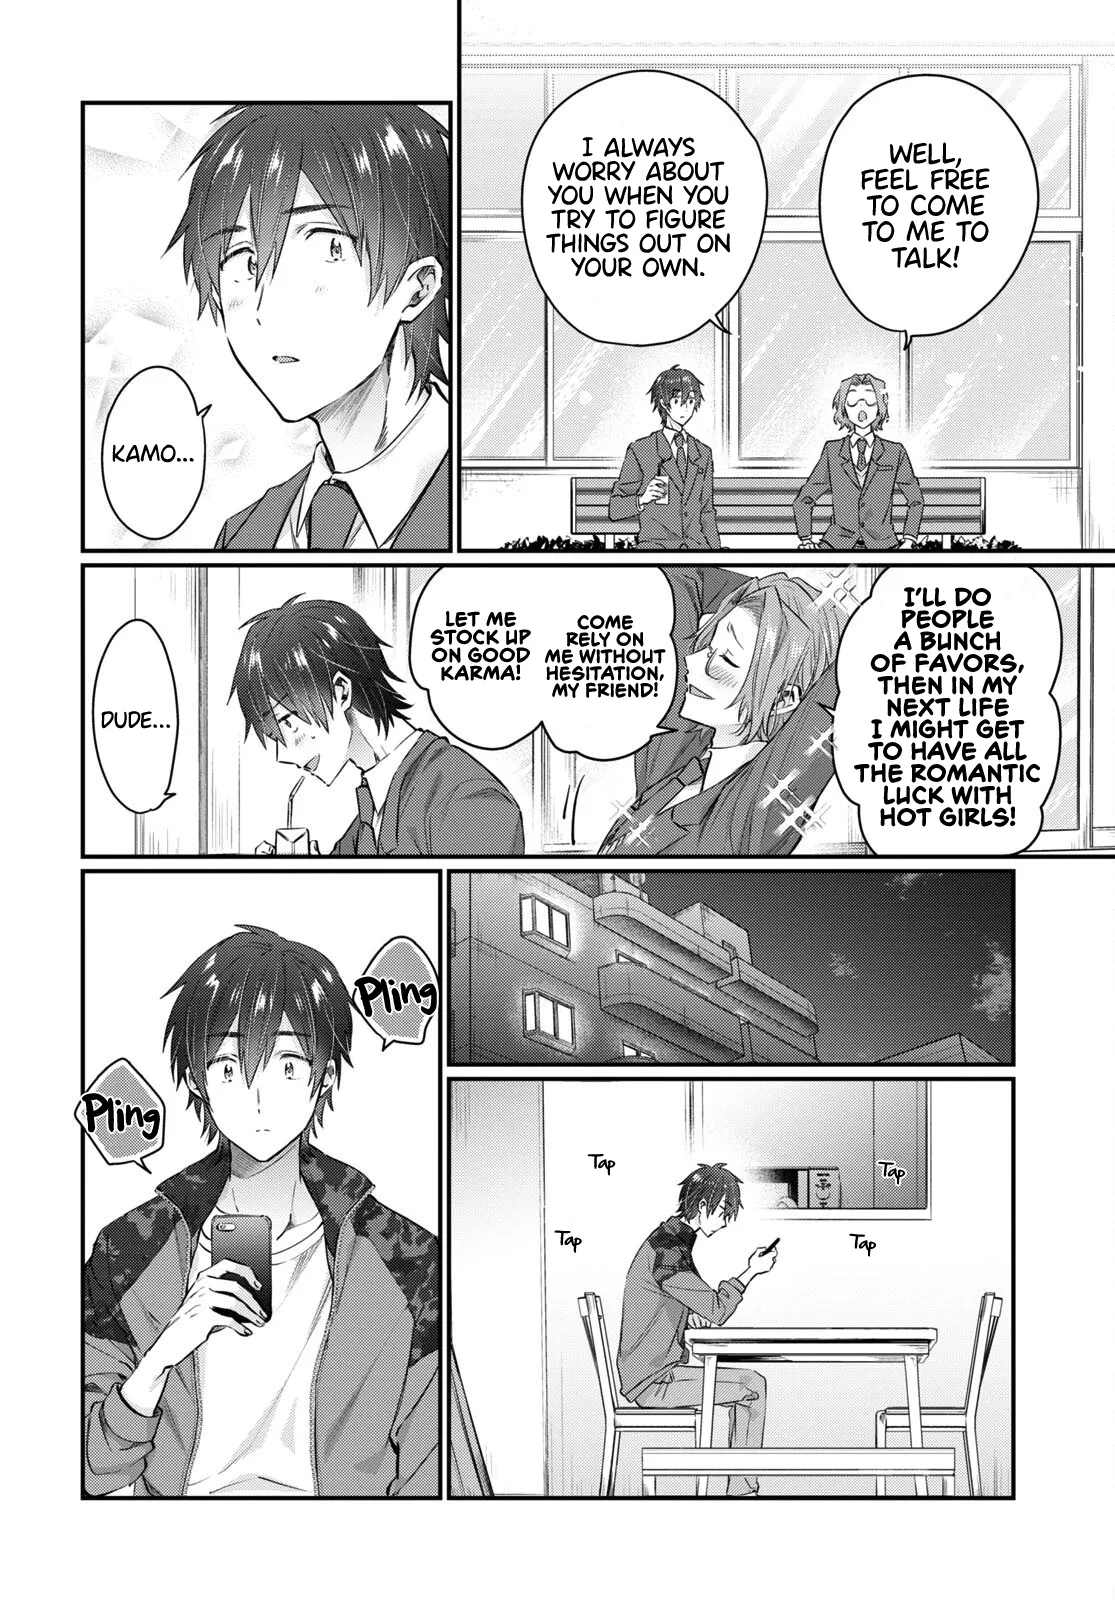 WELL,
FEEL FREE
TO COME
TO ME TO
TALK!
I ALWAYS
WORRY ABOUT
YOU WHEN YOU
TRY TO FIGURE
THINGS OUT ON
YOUR OWN.
KAMO...
I'LL DO
PEOPLE
A BUNCH
OF FAVORS,
THEN IN MY
NEXT LIFE
I MIGHT GET
TO HAVE ALL
THE ROMANTIC
LUCK WITH
HOT GIRLS!
COME
RELY ON
ME WITHOUT
HESITATION,
MY FRIEND!
LET ME
STOCK UP
ON GOOD
KARMA!
DUDE...
Tap
Tap
Tap
Tap
Pling
Pling